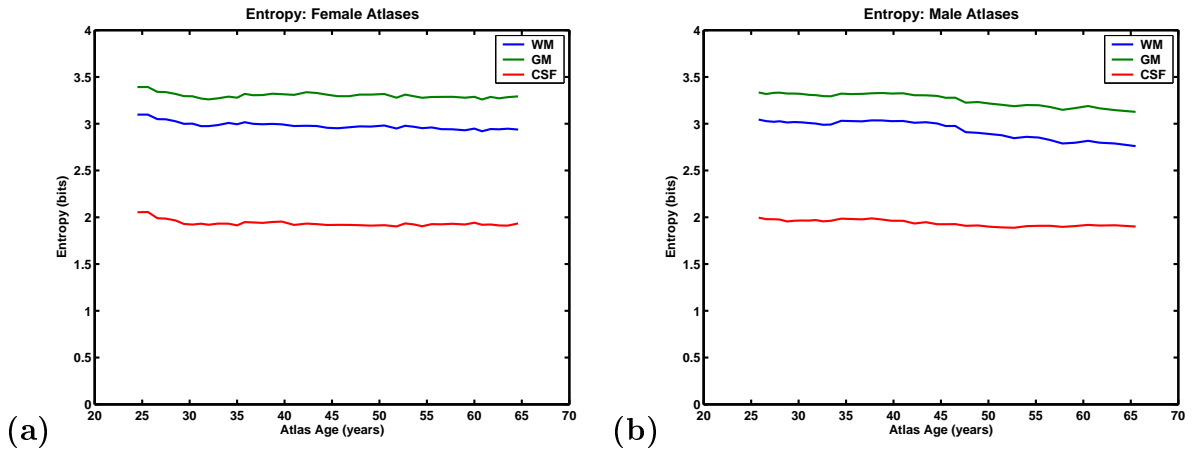 Entropy: Female Atlases
4
3.5
3
2.5
2
1.5
1
0.5
0
Entropy (bits)
WM
GM
CSF
20 25 30 35 40 45 50 55 60 65 70
Atlas Age (years)
(a)
Entropy: Male Atlases
4
3.5
3
2.5
2
1.5
1
0.5
0
Entropy (bits)
WM
GM
CSF
20 25 30 35 40 45 50 55 60 65 70
Atlas Age (years)
(b)